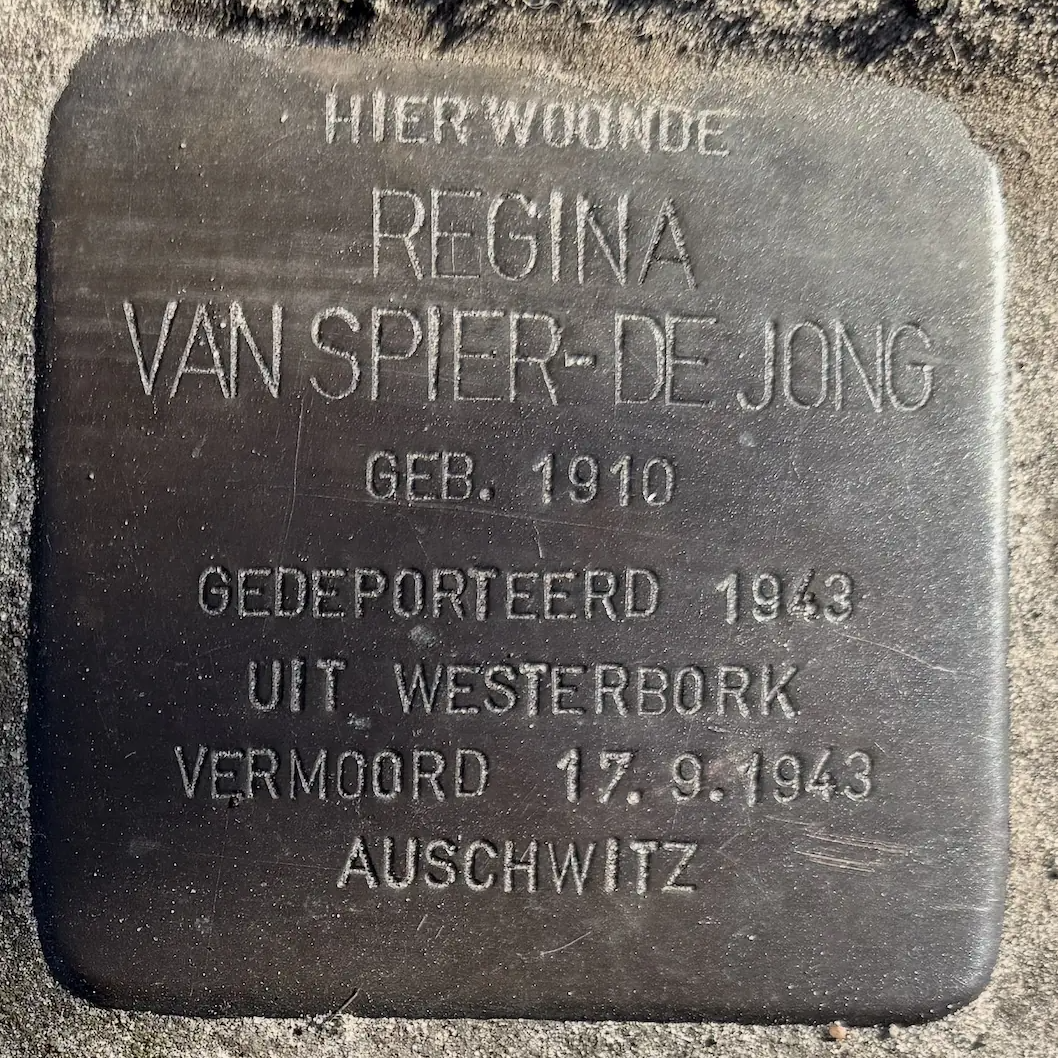 HIER WOONDE
REGINA
VAN SPIER-DE JONG
GEB. 1910
GEDEPORTEERD 1943
UIT WESTERBORK
VERMOORD 17.9.1943
AUSCHWITZ